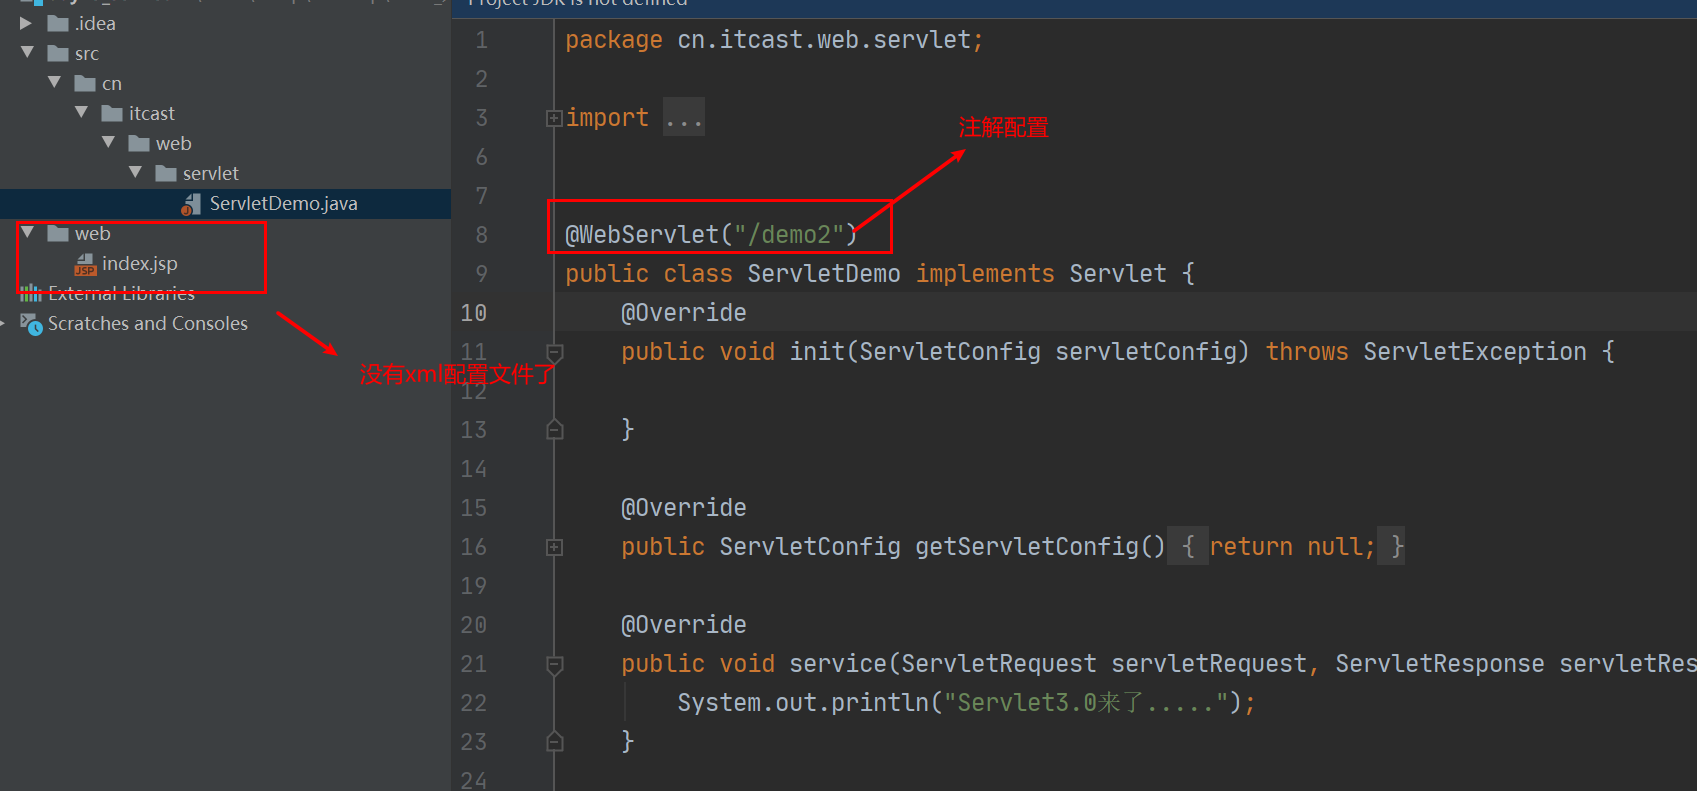 Project JDK is not defined
.idea
src
cn
itcast
web
servlet
ServletDemo.java
web
index.jsp
External Libraries
Scratches and Consoles
没有xml配置文件了
注解配置
1 package cn.itcast.web.servlet;
2
3 import ...
6
7
8 @WebServlet("/demo2")
9 public class ServletDemo implements Servlet {
10 @Override
11 public void init(ServletConfig servletConfig) throws ServletException {
12
13 }
14
15 @Override
16 public ServletConfig getServletConfig() { return null; }
19
20 @Override
21 public void service(ServletRequest servletRequest, ServletResponse servletRes
22 System.out.println("Servlet3.0来了.....");
23 }
24